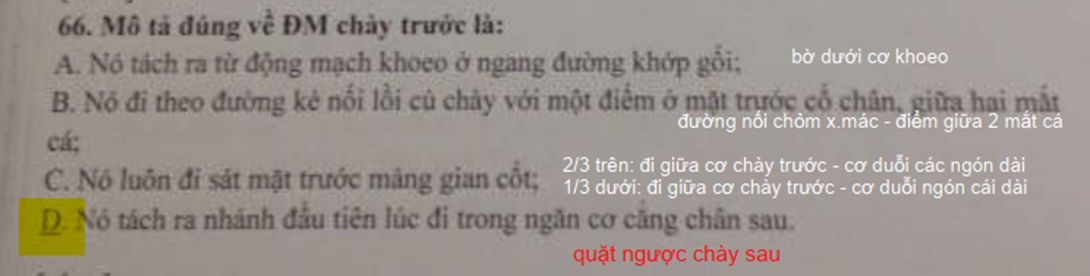 66. Mô tả đúng về ĐM chày trước là:
A. Nó tách ra từ động mạch khoeo ở ngang đường khớp gối;
bờ dưới cơ khoeo
B. Nó đi theo đường kẻ nối lồi củ chày với một điểm ở mặt trước cổ chân, giữa hai mắt
đường nối chỏm x.mác - điểm giữa 2 mắt cá
cá;
C. Nó luôn đi sát mặt trước màng gian cốt;
2/3 trên: đi giữa cơ chày trước - cơ duỗi các ngón dài
1/3 dưới: đi giữa cơ chày trước - cơ duỗi ngón cái dài
D. Nó tách ra nhánh đầu tiên lúc đi trong ngăn cơ cẳng chân sau.
quặt ngược chày sau